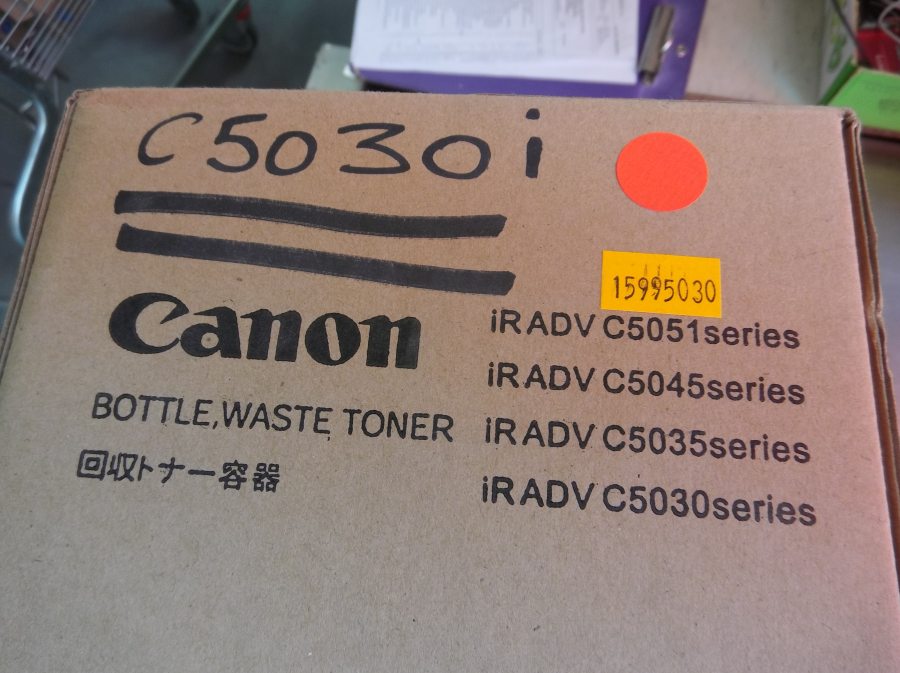 C5030i
15995030
Canon
BOTTLE,WASTE TONER
回収トナー容器
iR ADV C5051series
iR ADV C5045series
iR ADV C5035series
iR ADV C5030series